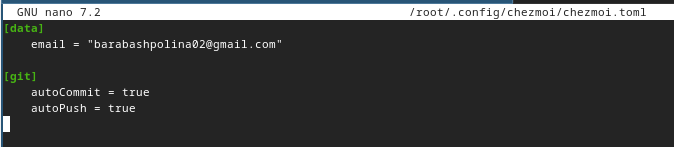 GNU nano 7.2 /root/.config/chezmoi/chezmoi.toml
[data]
email = "barabashpolina02@gmail.com"
[git]
autoCommit = true
autoPush = true